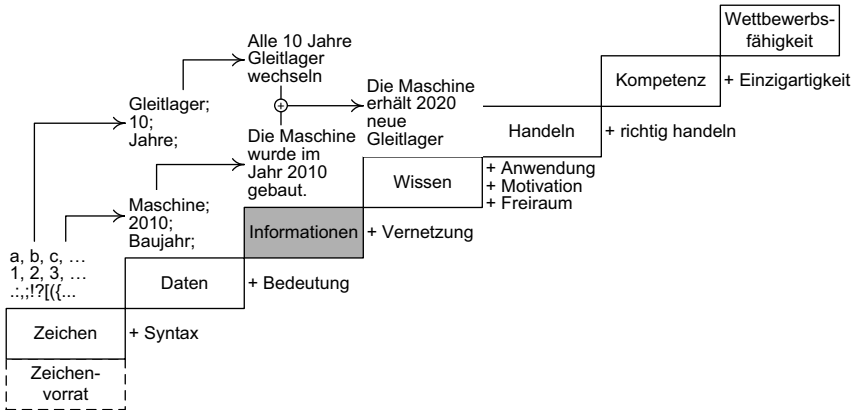 Wettbewerbs-
fähigkeit
Alle 10 Jahre
Gleitlager
wechseln
Kompetenz
+ Einzigartigkeit
Die Maschine
erhält 2020
neue
Gleitlager
Gleitlager;
10;
Jahre;
Handeln
+ richtig handeln
Die Maschine
wurde im
Jahr 2010
gebaut.
Wissen
+ Anwendung
+ Motivation
+ Freiraum
Maschine;
2010;
Baujahr;
Informationen
+ Vernetzung
a, b, c, ...
1, 2, 3, ...
.:,;!?[({...
Daten
+ Bedeutung
Zeichen
+ Syntax
Zeichen-
vorrat